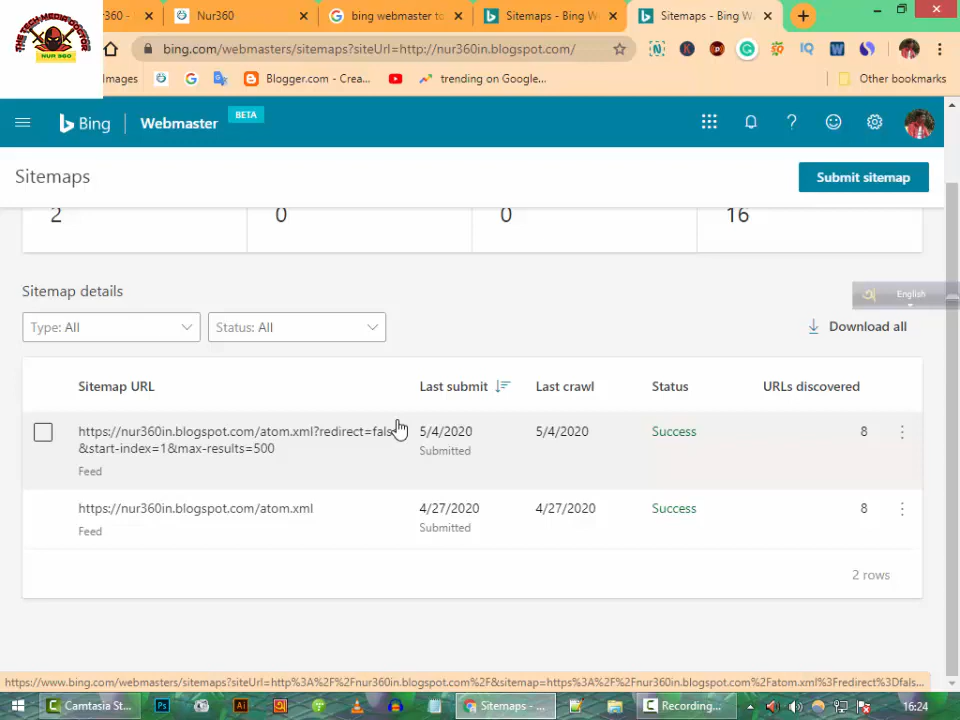 THE TECH MEDIA DOCTOR
NUR 360
360 -
Nur360
bing webmaster to
Sitemaps - Bing W
Sitemaps - Bing W
bing.com/webmasters/sitemaps?siteUrl=http://nur360in.blogspot.com/
Images
Blogger.com - Crea...
trending on Google...
Other bookmarks
Bing
Webmaster
BETA
Sitemaps
Submit sitemap
2
0
0
16
Sitemap details
English
Type: All
Status: All
Download all
Sitemap URL
Last submit
Last crawl
Status
URLs discovered
https://nur360in.blogspot.com/atom.xml?redirect=fals
&start-index=1&max-results=500
Feed
5/4/2020
Submitted
5/4/2020
Success
8
https://nur360in.blogspot.com/atom.xml
Feed
4/27/2020
Submitted
4/27/2020
Success
8
2 rows
https://www.bing.com/webmasters/sitemaps?siteUrl=http%3A%2F%2Fnur360in.blogspot.com%2F&sitemap=https%3A%2F%2Fnur360in.blogspot.com%2Fatom.xml%3Fredirect%3Dfals...
Camtasia St...
Sitemaps - ...
Recording...
16:24